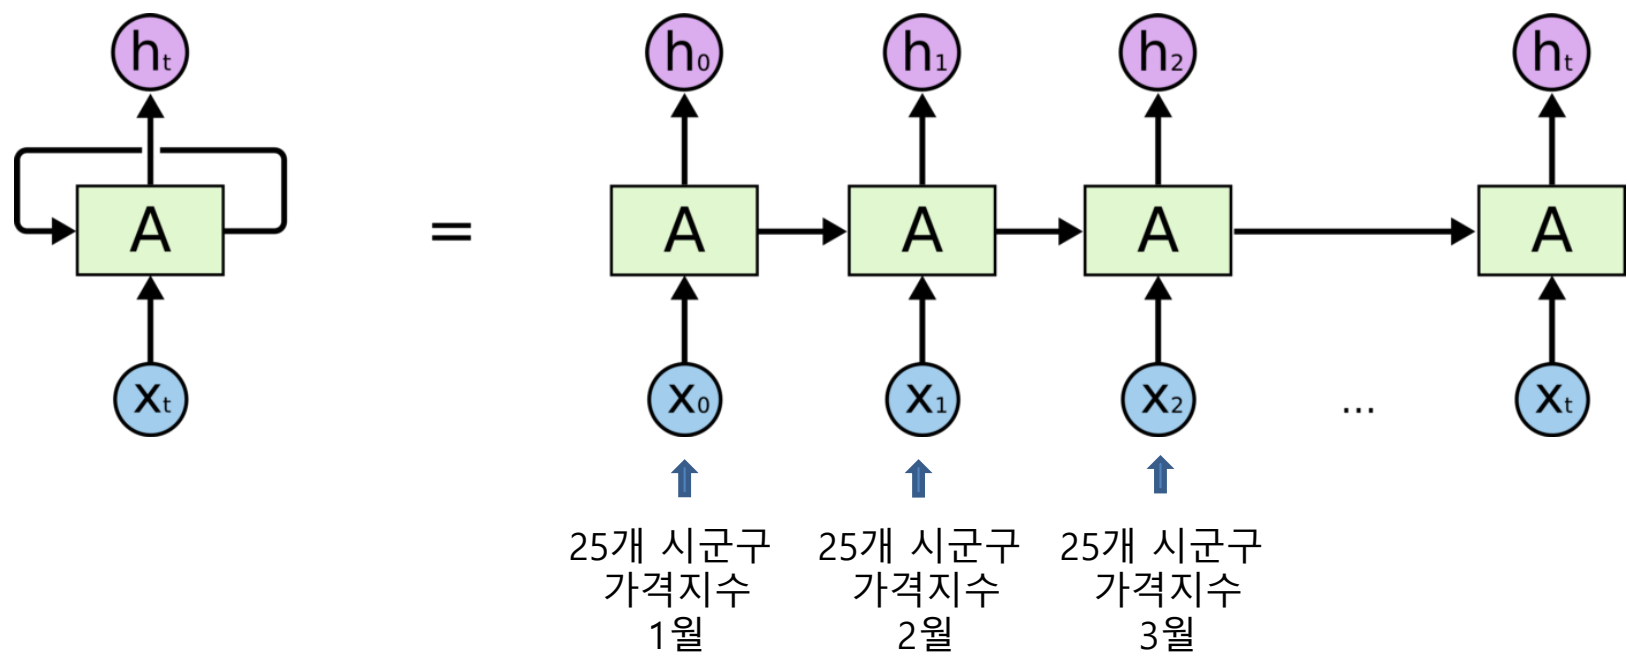 ht h0 h1 h2 ht
A = A A A A
xt x0 x1 x2 ... xt
25개 시군구 25개 시군구 25개 시군구
가격지수 가격지수 가격지수
1월 2월 3월